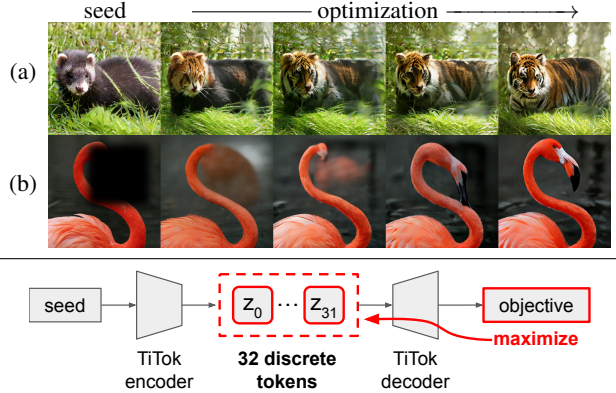 seed optimization
(a)
(b)
seed
z0 ... z31
objective
maximize
TiTok encoder
32 discrete tokens
TiTok decoder